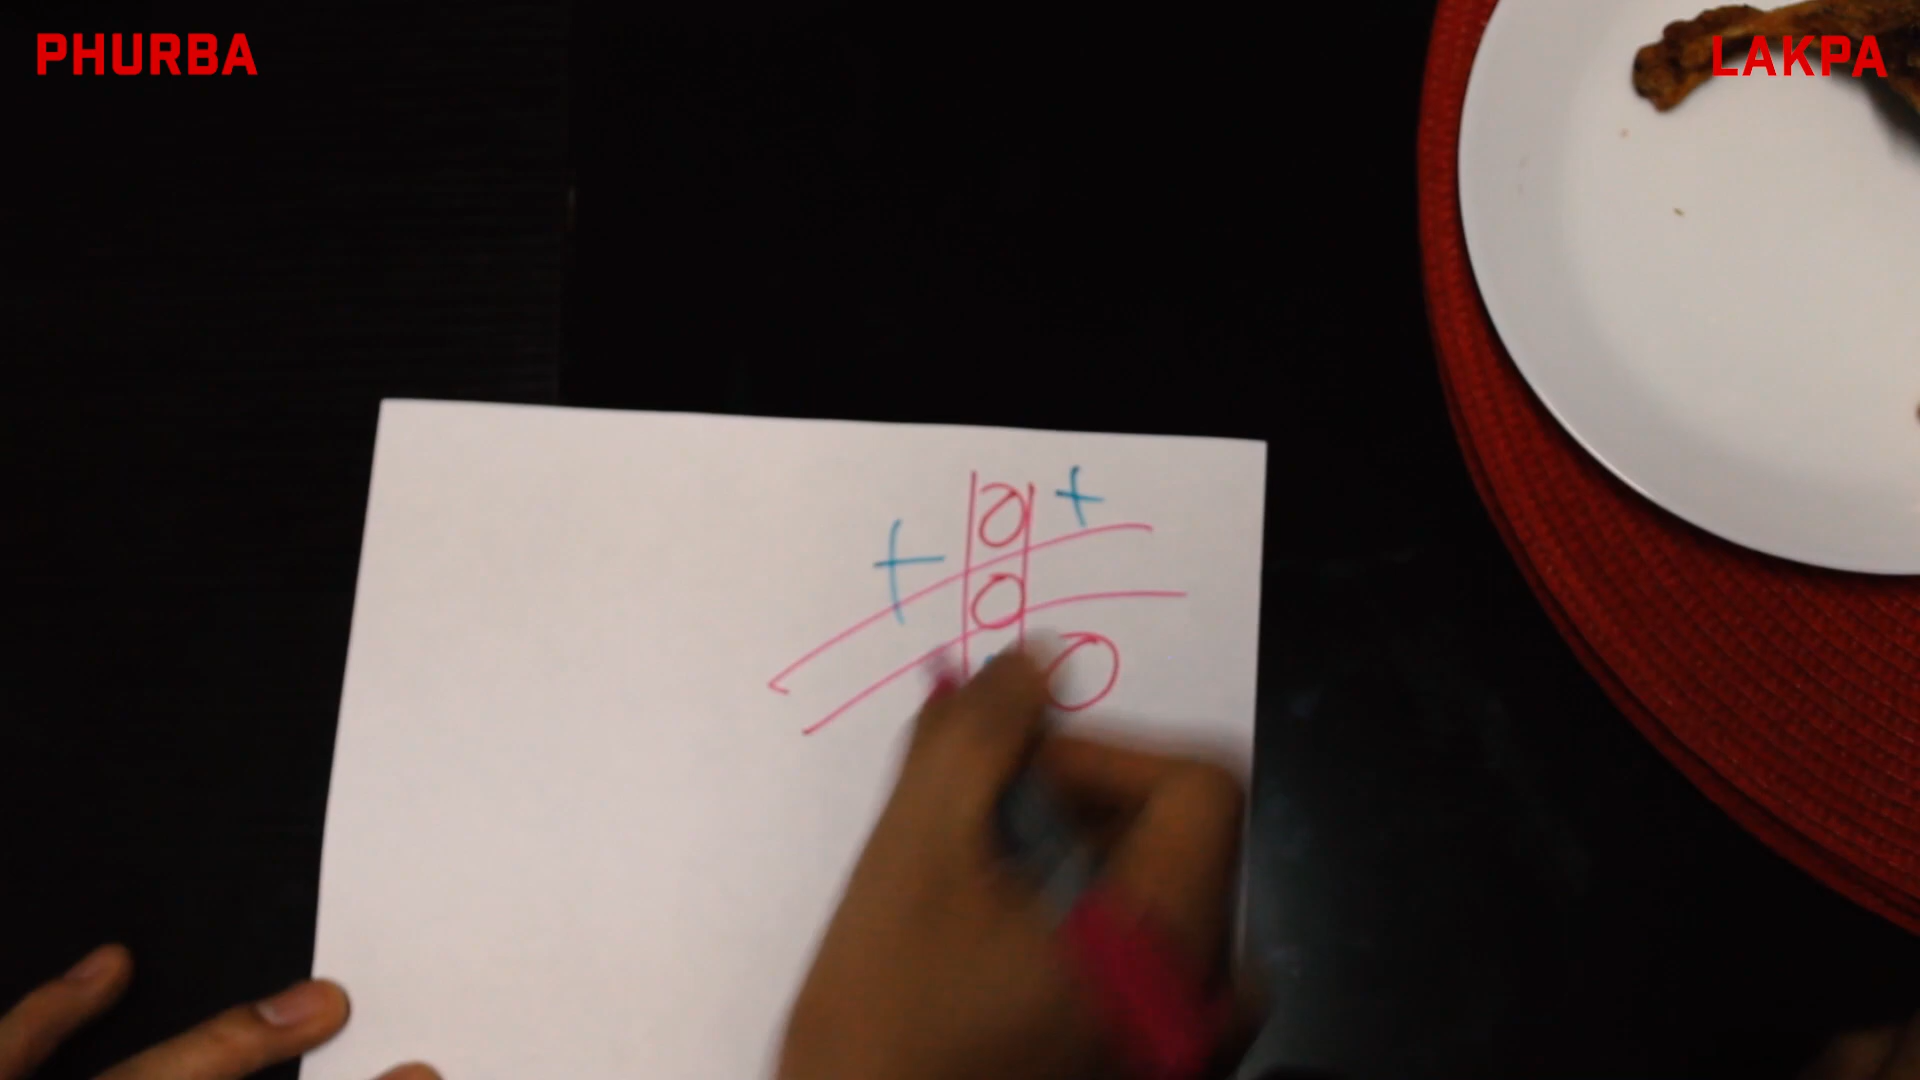 PHURBA
LAKPA
+ O +
O
O